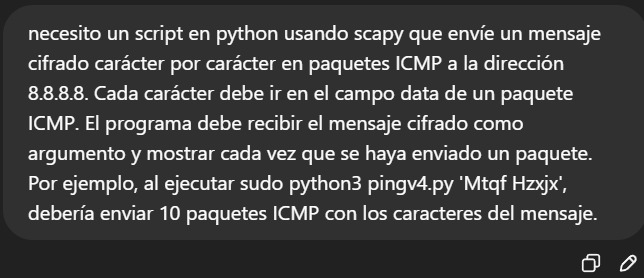 necesito un script en python usando scapy que envíe un mensaje
cifrado carácter por carácter en paquetes ICMP a la dirección
8.8.8.8. Cada carácter debe ir en el campo data de un paquete
ICMP. El programa debe recibir el mensaje cifrado como
argumento y mostrar cada vez que se haya enviado un paquete.
Por ejemplo, al ejecutar sudo python3 pingv4.py 'Mtqf Hzxjx',
debería enviar 10 paquetes ICMP con los caracteres del mensaje.